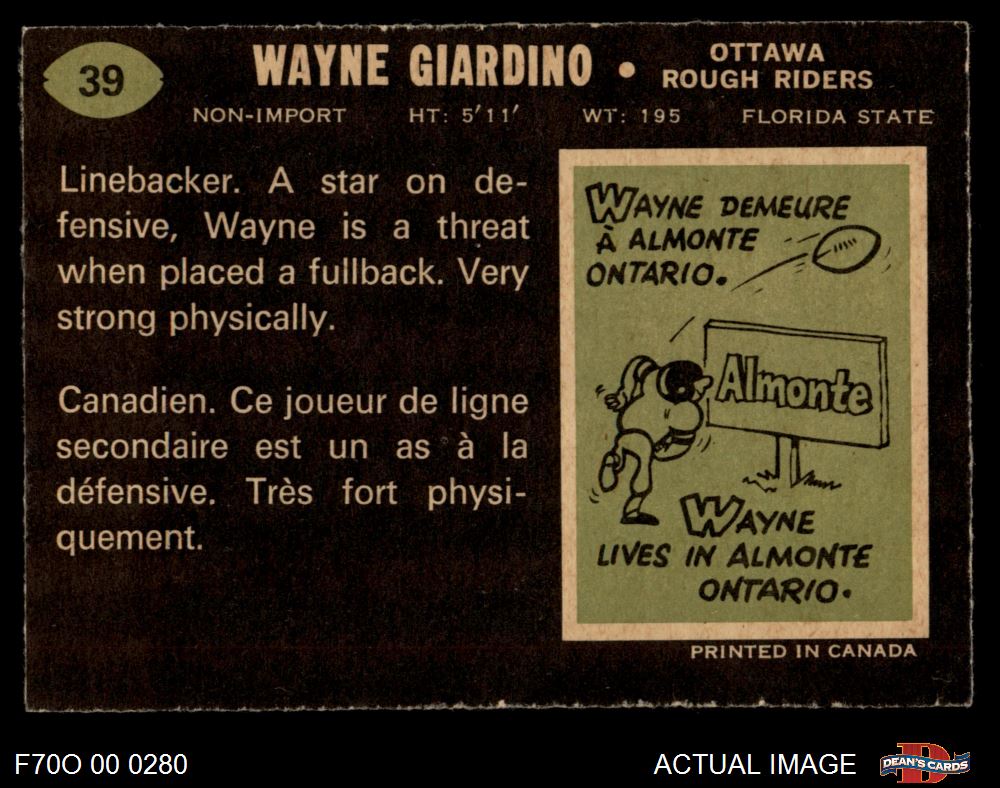 39
WAYNE GIARDINO •
OTTAWA
ROUGH RIDERS
NON-IMPORT HT: 5'11' WT: 195 FLORIDA STATE
Linebacker. A star on de-
fensive, Wayne is a threat
when placed a fullback. Very
strong physically.
Canadien. Ce joueur de ligne
secondaire est un as à la
défensive. Très fort physi-
quement.
WAYNE DEMEURE
À ALMONTE
ONTARIO.
Almonte
WAYNE
LIVES IN ALMONTE
ONTARIO.
PRINTED IN CANADA
F70O 00 0280
ACTUAL IMAGE
D
DEAN'S CARDS